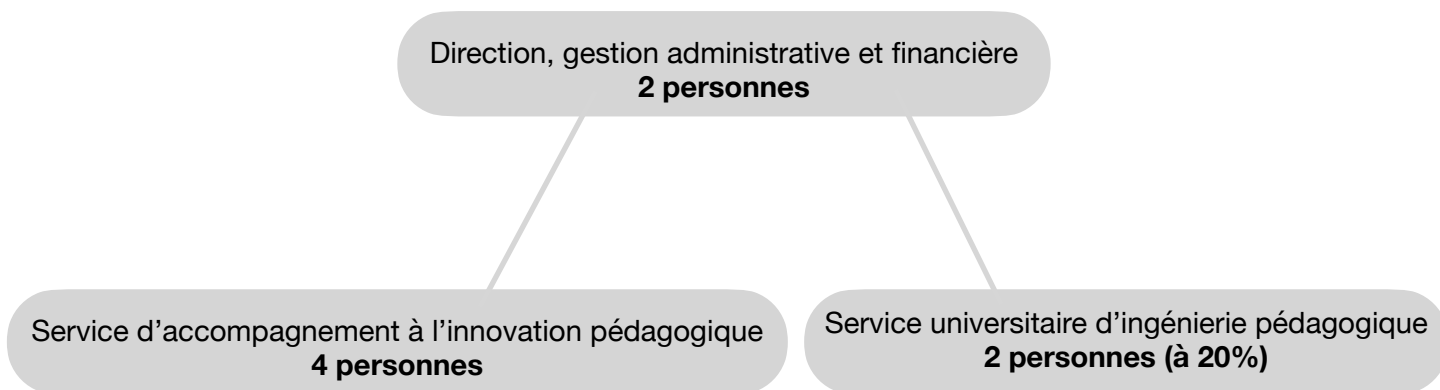 Direction, gestion administrative et financière
2 personnes
Service d’accompagnement à l’innovation pédagogique
4 personnes
Service universitaire d’ingénierie pédagogique
2 personnes (à 20%)